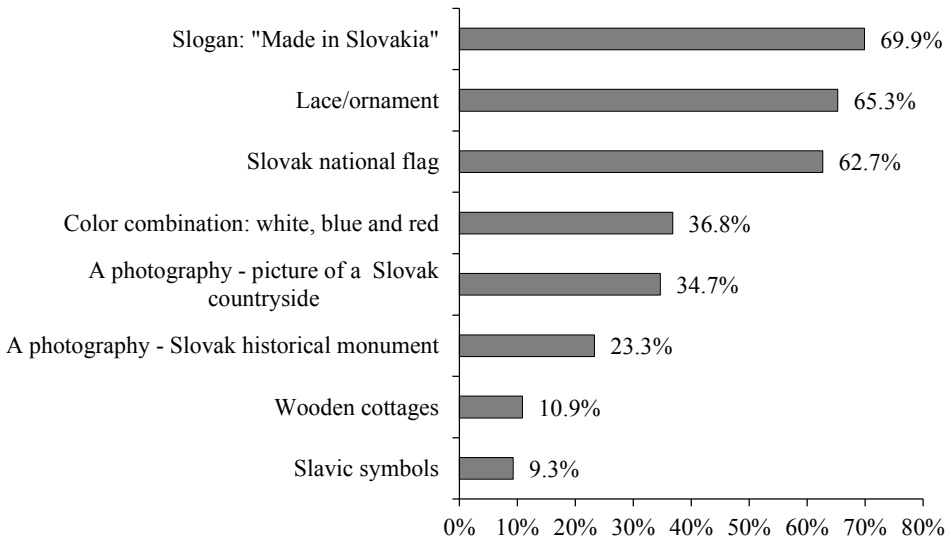 Slogan: "Made in Slovakia"
69.9%
Lace/ornament
65.3%
Slovak national flag
62.7%
Color combination: white, blue and red
36.8%
A photography - picture of a Slovak
countryside
34.7%
A photography - Slovak historical monument
23.3%
Wooden cottages
10.9%
Slavic symbols
9.3%
0% 10% 20% 30% 40% 50% 60% 70% 80%